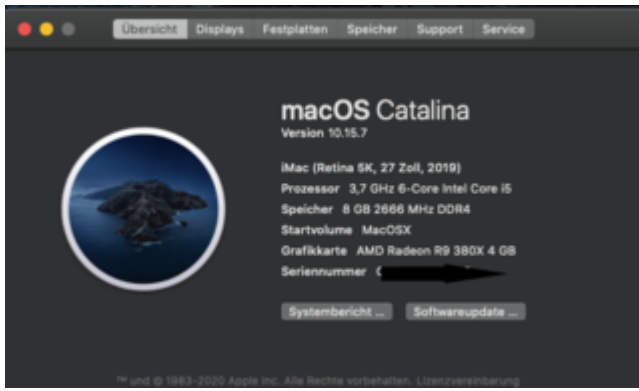 Übersicht Displays Festplatten Speicher Support Service
macOS Catalina
Version 10.15.7
iMac (Retina 5K, 27 Zoll, 2019)
Prozessor 3,7 GHz 6-Core Intel Core i5
Speicher 8 GB 2666 MHz DDR4
Startvolume MacOSX
Grafikkarte AMD Radeon R9 380X 4 GB
Seriennummer
Systembericht ...
Softwareupdate ...
™ und © 1983-2020 Apple Inc. Alle Rechte vorbehalten. Lizenzvereinbarung